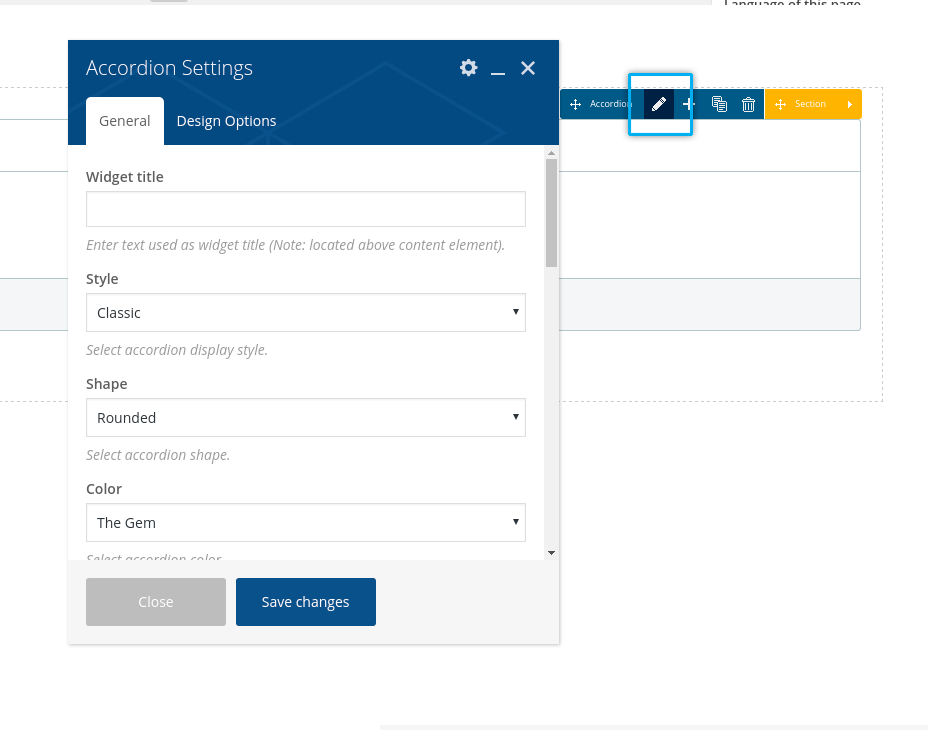 Language of this page
Accordion Settings
General
Design Options
Accordion
Section
Widget title
Enter text used as widget title (Note: located above content element).
Style
Classic
Select accordion display style.
Shape
Rounded
Select accordion shape.
Color
The Gem
Select accordion color.
Close
Save changes